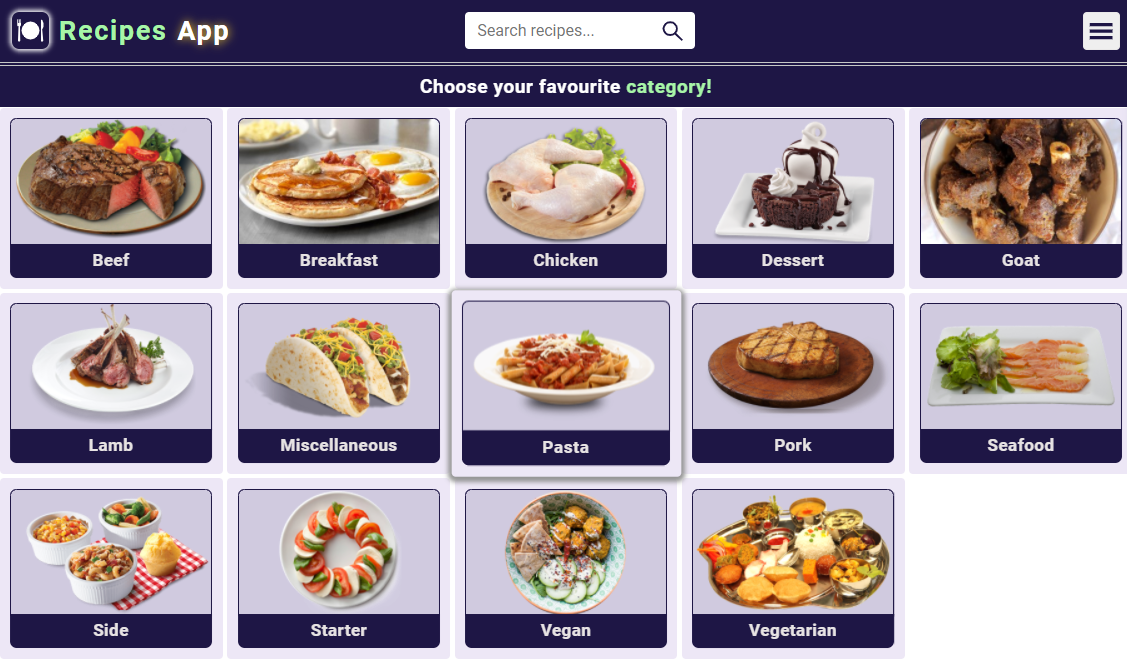 Recipes App
Search recipes...
Choose your favourite category!
Beef
Breakfast
Chicken
Dessert
Goat
Lamb
Miscellaneous
Pasta
Pork
Seafood
Side
Starter
Vegan
Vegetarian